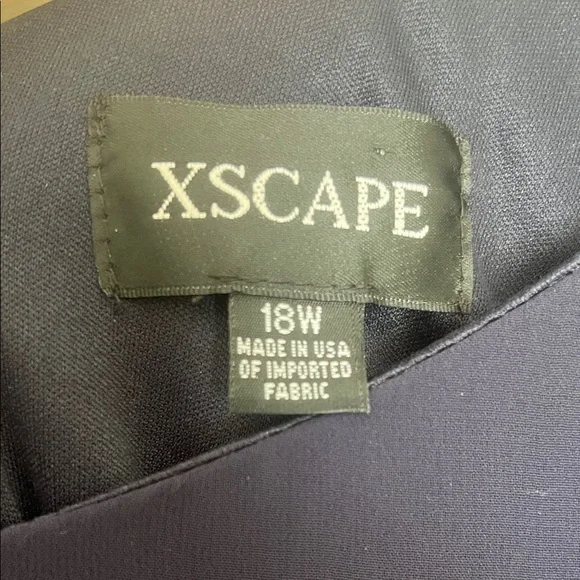 XSCAPE
18W
MADE IN USA
OF IMPORTED
FABRIC